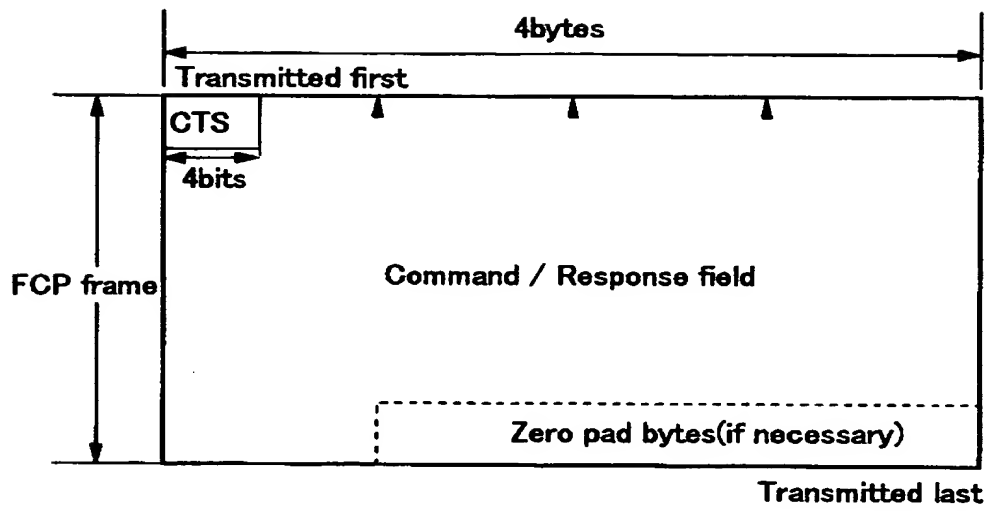 4bytes
Transmitted first
CTS
4bits
FCP frame
Command / Response field
Zero pad bytes(if necessary)
Transmitted last